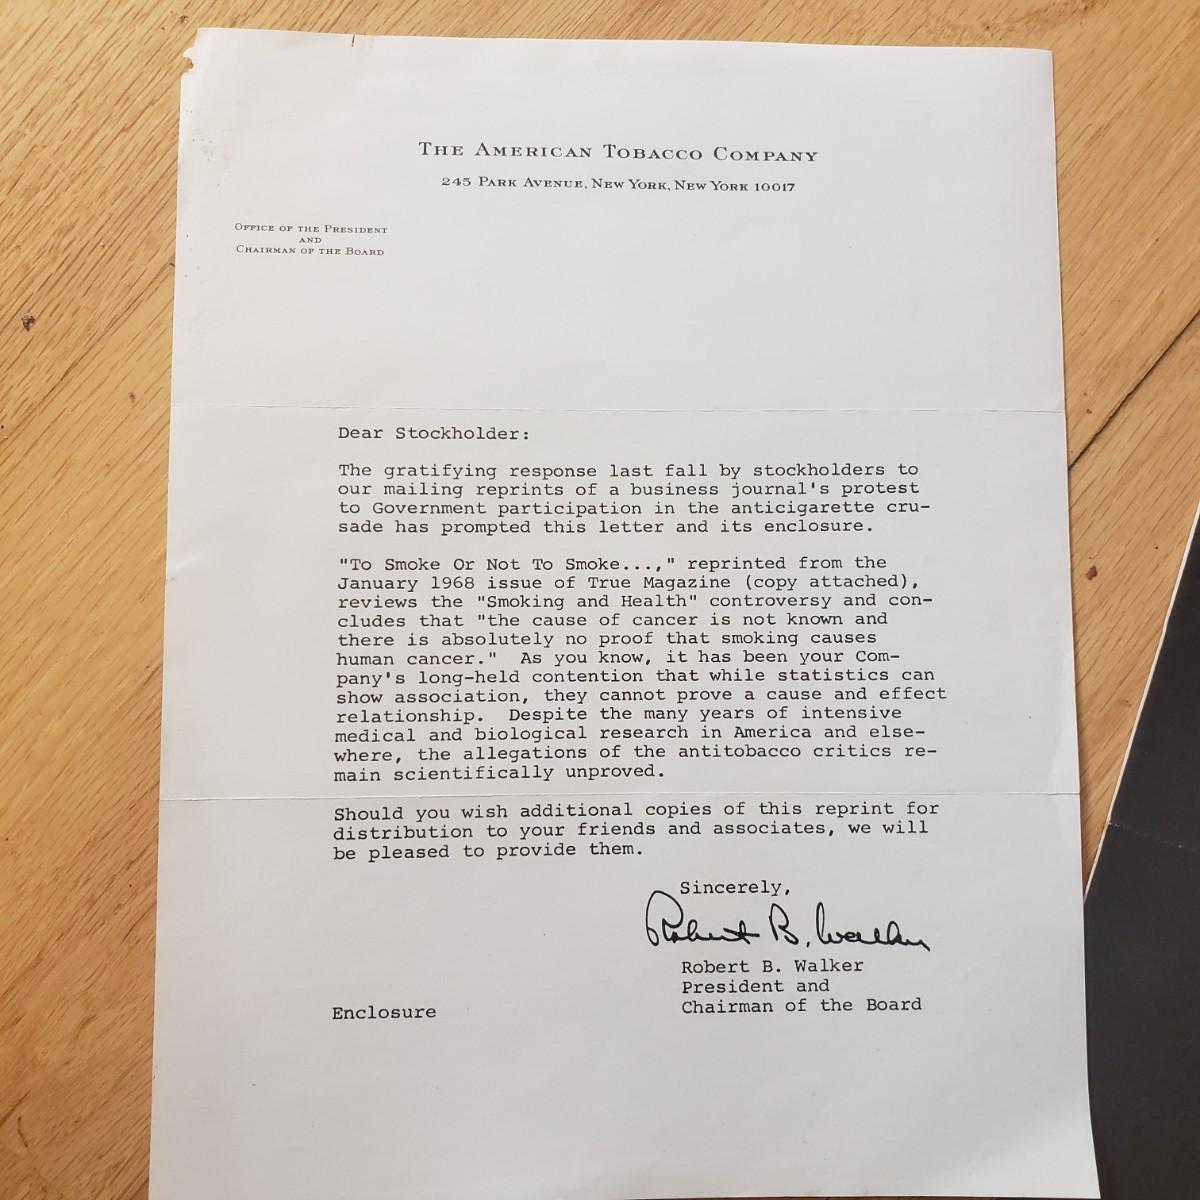 The American Tobacco Company
245 Park Avenue, New York, New York 10017
Office of the President
and
Chairman of the Board
Dear Stockholder:
The gratifying response last fall by stockholders to
our mailing reprints of a business journal's protest
to Government participation in the anticigarette cru-
sade has prompted this letter and its enclosure.
"To Smoke Or Not To Smoke...," reprinted from the
January 1968 issue of True Magazine (copy attached),
reviews the "Smoking and Health" controversy and con-
cludes that "the cause of cancer is not known and
there is absolutely no proof that smoking causes
human cancer."  As you know, it has been your Com-
pany's long-held contention that while statistics can
show association, they cannot prove a cause and effect
relationship.  Despite the many years of intensive
medical and biological research in America and else-
where, the allegations of the antitobacco critics re-
main scientifically unproved.
Should you wish additional copies of this reprint for
distribution to your friends and associates, we will
be pleased to provide them.
Sincerely,
Robert B. Walker
Robert B. Walker
President and
Chairman of the Board
Enclosure